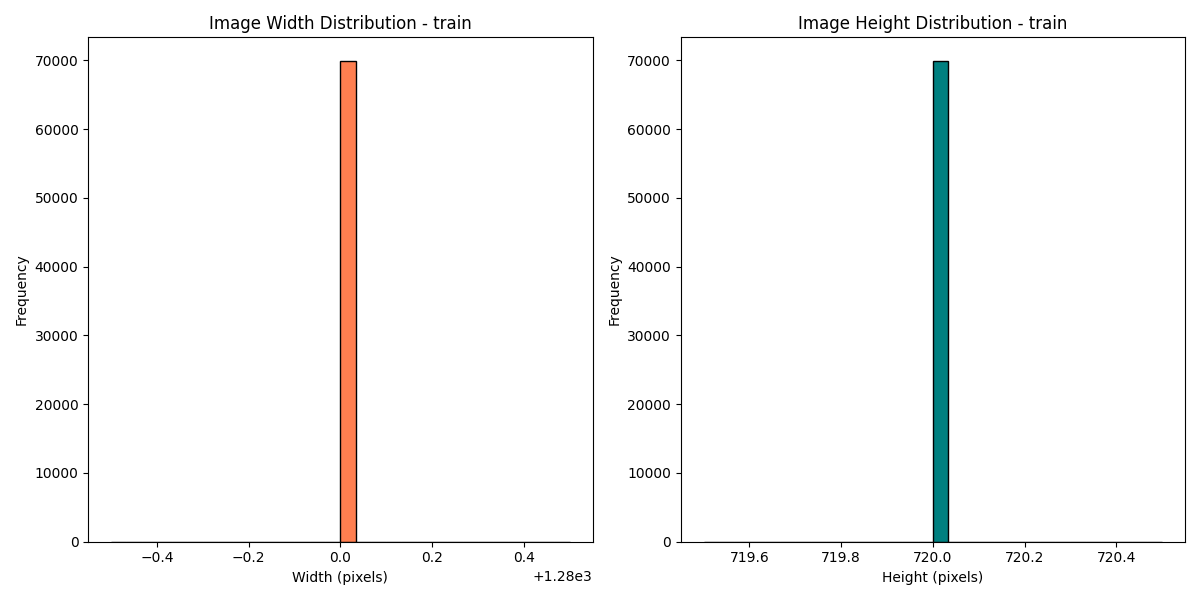 Image Width Distribution - train
70000
60000
50000
40000
30000
20000
10000
0
Frequency
−0.4 −0.2 0.0 0.2 0.4
Width (pixels)
+1.28e3
Image Height Distribution - train
70000
60000
50000
40000
30000
20000
10000
0
Frequency
719.6 719.8 720.0 720.2 720.4
Height (pixels)